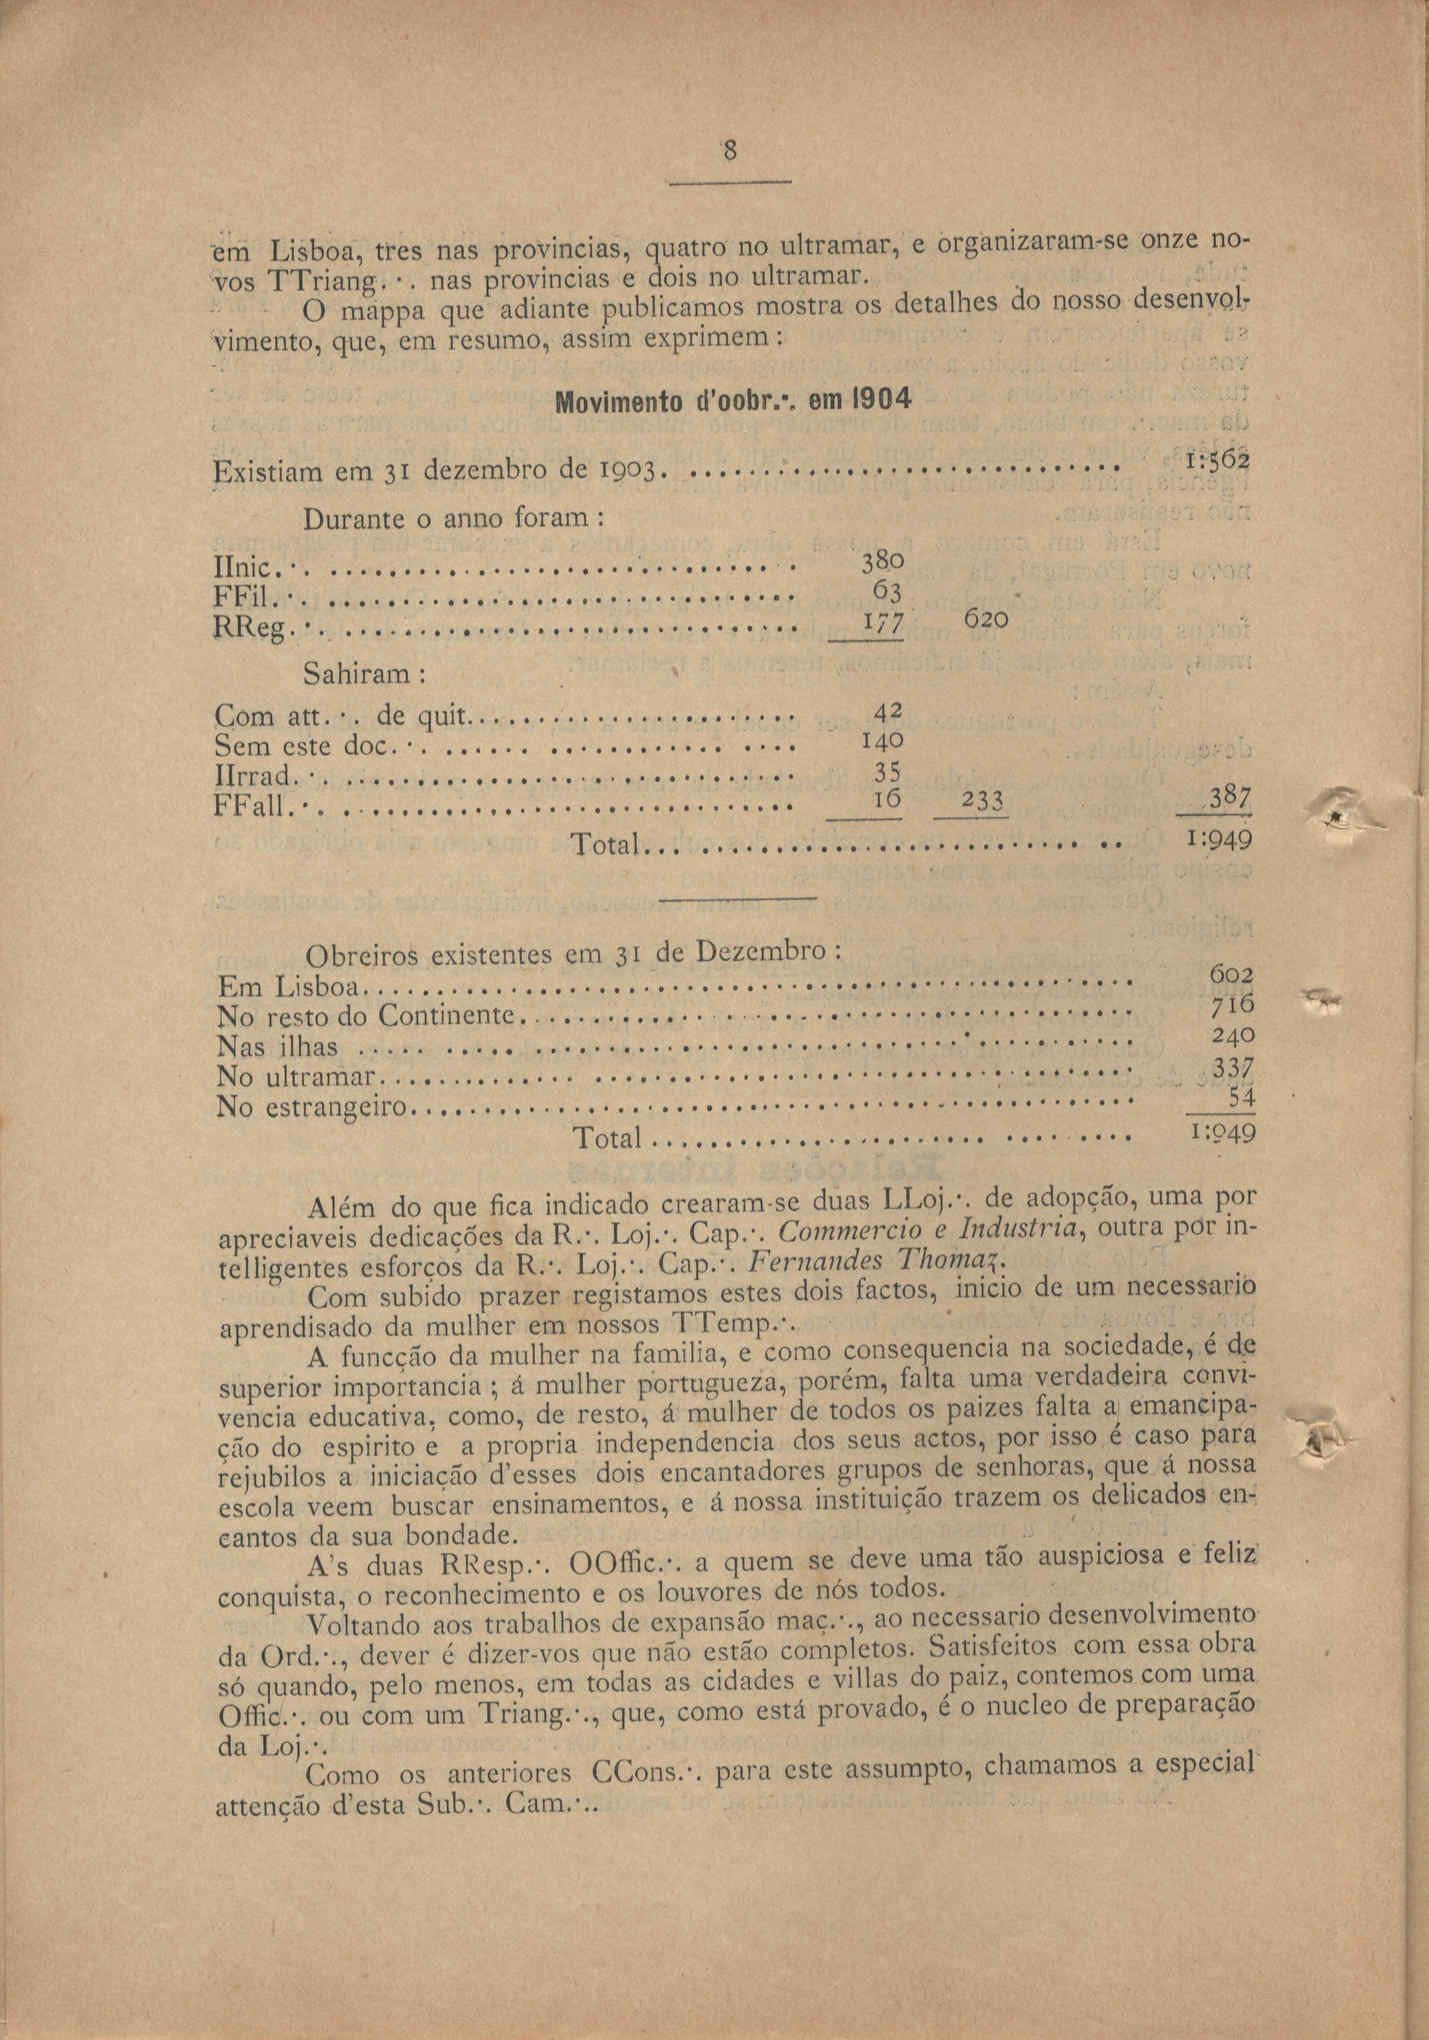 8
em Lisboa, tres nas provincias, quatro no ultramar, e organizaram-se onze no-
vos TTriang.·. nas provincias e dois no ultramar.
O mappa que adiante publicamos mostra os detalhes do nosso desenvol-
vimento, que, em resumo, assim exprimem :
Movimento d'oobr.·. em 1904
Existiam em 31 dezembro de 1903. .............................. 1:562
Durante o anno foram :
IInic.·. ................................ 380
FFil.·. ................................ 63
RReg.·. ............................... 177 620
Sahiram :
Com att.·. de quit....................... 42
Sem este doc.·. ...... ............ .... 140
IIrrad.·. ............................... 35
FFall.·. ............................... 16 233 387
Total... .......................... .. 1:949
Obreiros existentes em 31 de Dezembro :
Em Lisboa..................................................... 602
No resto do Continente.......................................... 716
Nas ilhas ..... ..... ......................................... 240
No ultramar............. ..................................... 337
No estrangeiro.................................................. 54
Total ....................... ......... 1:949
Além do que fica indicado crearam-se duas LLoj.·. de adopção, uma por
apreciaveis dedicações da R.·. Loj.·. Cap.·. Commercio e Industria, outra por in-
telligentes esforços da R.·. Loj.·. Cap.·. Fernandes Thomaz.
Com subido prazer registamos estes dois factos, inicio de um necessario
aprendisado da mulher em nossos TTemp.·.
A funcção da mulher na familia, e como consequencia na sociedade, é de
superior importancia ; á mulher portugueza, porém, falta uma verdadeira convi-
vencia educativa, como, de resto, á mulher de todos os paizes falta a emancipa-
ção do espirito e a propria independencia dos seus actos, por isso é caso para
rejubilos a iniciação d'esses dois encantadores grupos de senhoras, que á nossa
escola veem buscar ensinamentos, e á nossa instituição trazem os delicados en-
cantos da sua bondade.
A's duas RResp.·. OOffic.·. a quem se deve uma tão auspiciosa e feliz
conquista, o reconhecimento e os louvores de nós todos.
Voltando aos trabalhos de expansão maç.·., ao necessario desenvolvimento
da Ord.·., dever é dizer-vos que não estão completos. Satisfeitos com essa obra
só quando, pelo menos, em todas as cidades e villas do paiz, contemos com uma
Offic.·. ou com um Triang.·., que, como está provado, é o nucleo de preparação
da Loj.·.
Como os anteriores CCons.·. para este assumpto, chamamos a especial
attenção d'esta Sub.·. Cam.·..